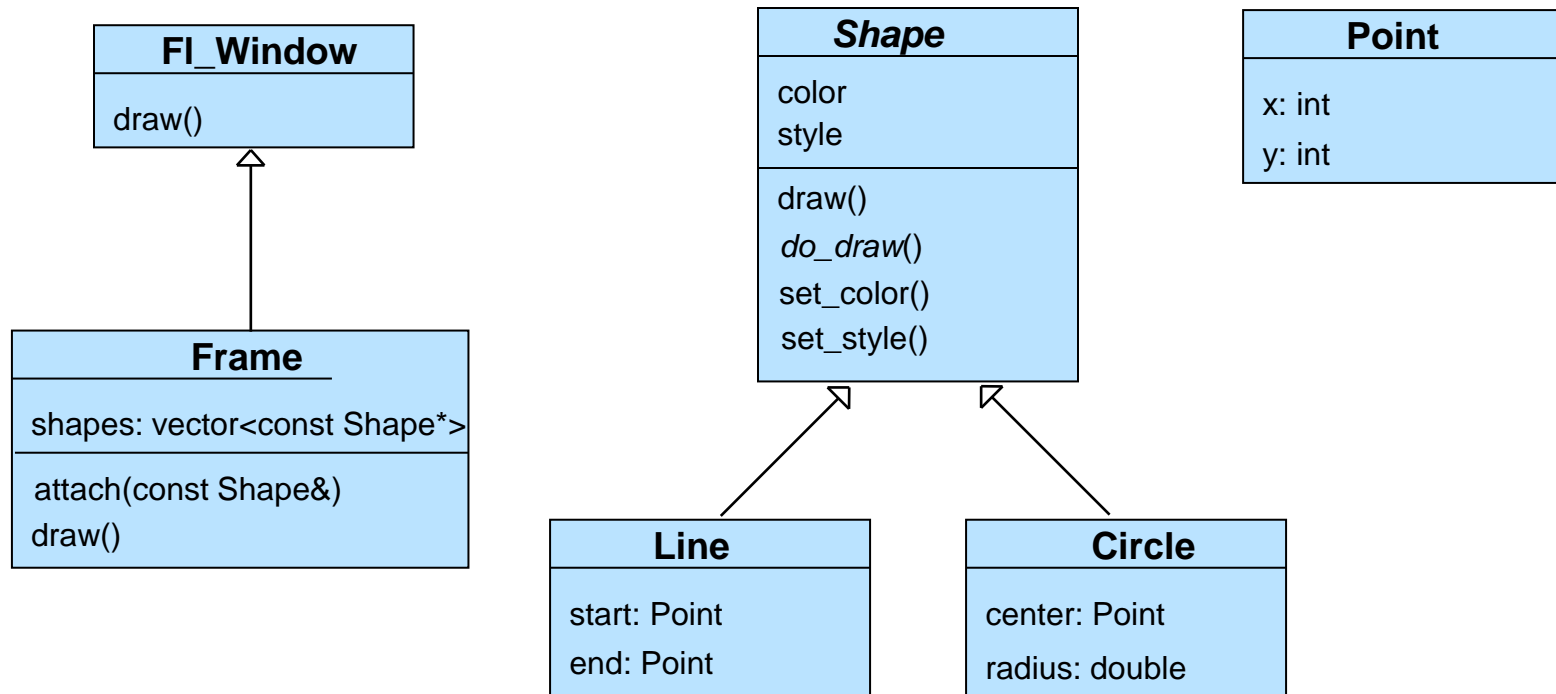 Fl_Window
draw()
Frame
shapes: vector<const Shape*>
attach(const Shape&)
draw()
Shape
color
style
draw()
do_draw()
set_color()
set_style()
Point
x: int
y: int
Line
start: Point
end: Point
Circle
center: Point
radius: double